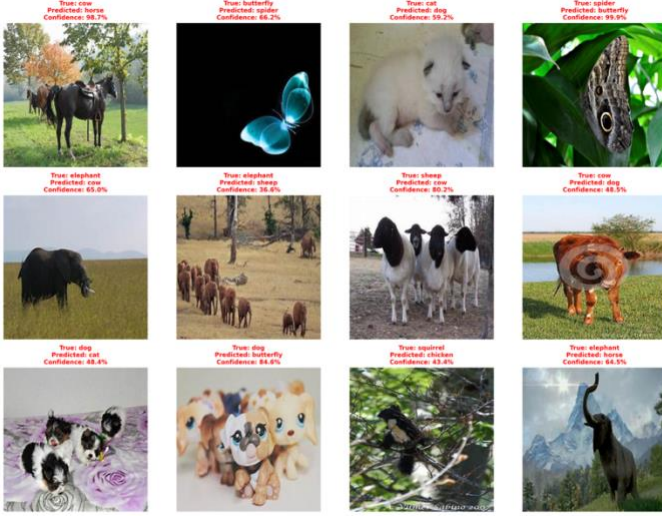 True: cow
Predicted: horse
Confidence: 98.7%
True: butterfly
Predicted: spider
Confidence: 66.2%
True: cat
Predicted: dog
Confidence: 59.2%
True: spider
Predicted: butterfly
Confidence: 99.9%
True: elephant
Predicted: cow
Confidence: 65.0%
True: elephant
Predicted: sheep
Confidence: 36.6%
True: sheep
Predicted: cow
Confidence: 80.2%
True: cow
Predicted: dog
Confidence: 48.5%
True: dog
Predicted: cat
Confidence: 48.4%
True: dog
Predicted: butterfly
Confidence: 84.6%
True: squirrel
Predicted: chicken
Confidence: 43.4%
True: elephant
Predicted: horse
Confidence: 64.5%